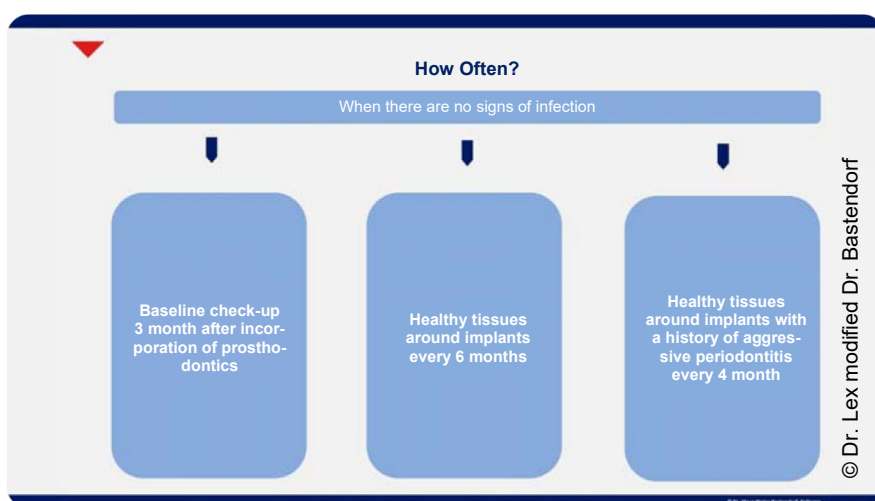 How Often?
When there are no signs of infection
Baseline check-up
3 month after incor-
poration of prostho-
dontics
Healthy tissues
around implants
every 6 months
Healthy tissues
around implants with
a history of aggres-
sive periodontitis
every 4 month
© Dr. Lex modified Dr. Bastendorf